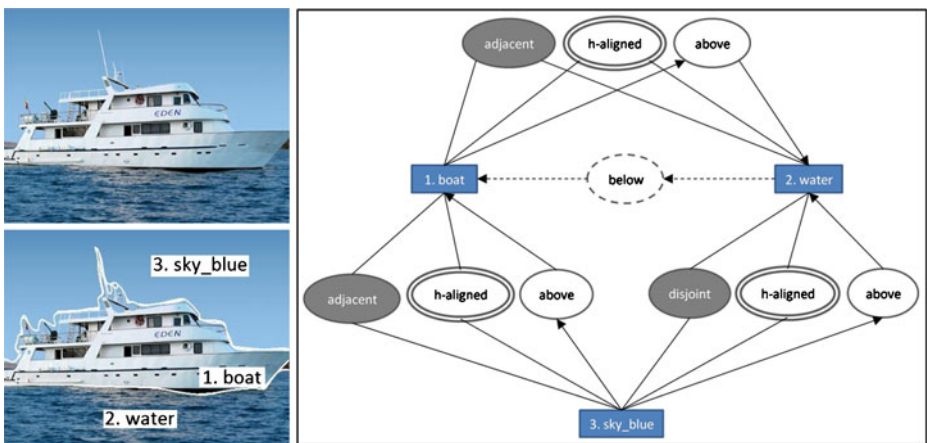 EDEN
3. sky_blue
EDEN
1. boat
2. water
adjacent
h-aligned
above
1. boat
below
2. water
adjacent
h-aligned
above
disjoint
h-aligned
above
3. sky_blue